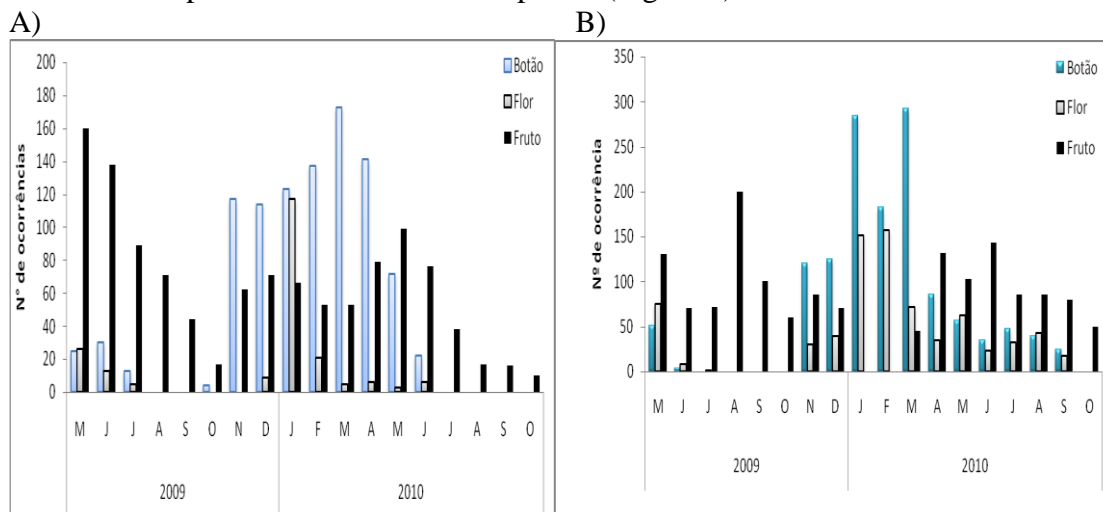 A) B)
200
180
160
140
120
100
80
60
40
20
0
N° de ocorrências
Botão
Flor
Fruto
M J J A S O N D J F M A M J J A S O
2009 2010
350
300
250
200
150
100
50
0
Nº de ocorrência
Botão
Flor
Fruto
M J J A S O N D J F M A M J J A S O
2009 2010